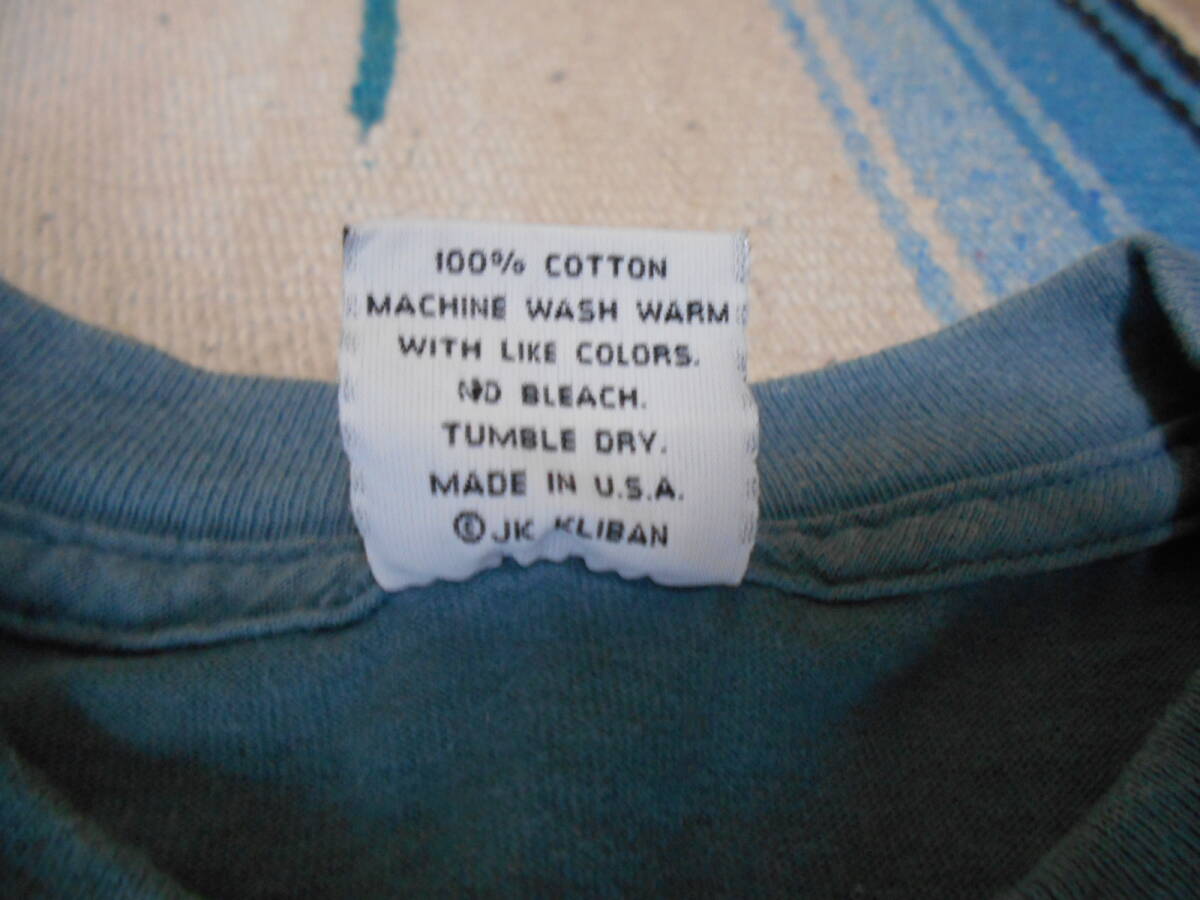 100% COTTON
MACHINE WASH WARM
WITH LIKE COLORS.
NO BLEACH.
TUMBLE DRY.
MADE IN U.S.A.
© JK KLIBAN